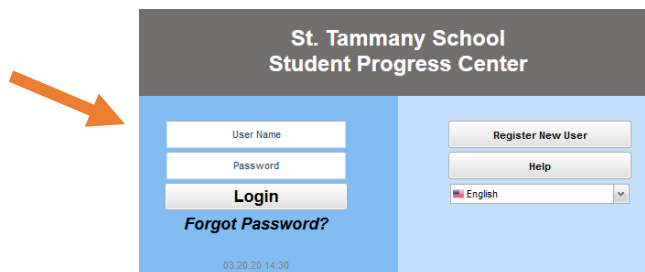 St. Tammany School
Student Progress Center
User Name
Password
Login
Forgot Password?
03.20.20 14:30
Register New User
Help
English